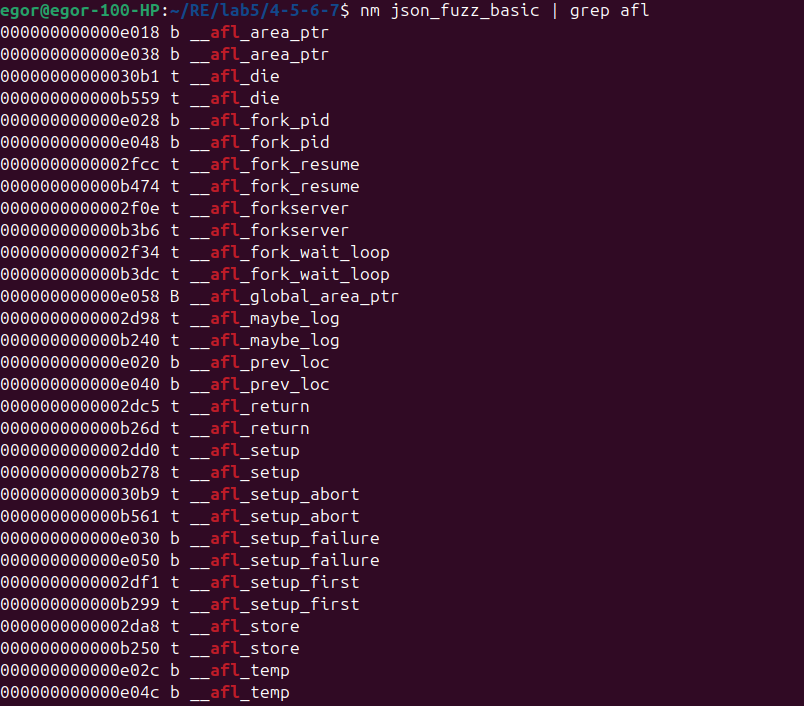 egor@egor-100-HP:~/RE/lab5/4-5-6-7$ nm json_fuzz_basic | grep afl
000000000000e018 b __afl_area_ptr
000000000000e038 b __afl_area_ptr
00000000000030b1 t __afl_die
000000000000b559 t __afl_die
000000000000e028 b __afl_fork_pid
000000000000e048 b __afl_fork_pid
0000000000002fcc t __afl_fork_resume
000000000000b474 t __afl_fork_resume
0000000000002f0e t __afl_forkserver
000000000000b3b6 t __afl_forkserver
0000000000002f34 t __afl_fork_wait_loop
000000000000b3dc t __afl_fork_wait_loop
000000000000e058 B __afl_global_area_ptr
0000000000002d98 t __afl_maybe_log
000000000000b240 t __afl_maybe_log
000000000000e020 b __afl_prev_loc
000000000000e040 b __afl_prev_loc
0000000000002dc5 t __afl_return
000000000000b26d t __afl_return
0000000000002dd0 t __afl_setup
000000000000b278 t __afl_setup
00000000000030b9 t __afl_setup_abort
000000000000b561 t __afl_setup_abort
000000000000e030 b __afl_setup_failure
000000000000e050 b __afl_setup_failure
0000000000002df1 t __afl_setup_first
000000000000b299 t __afl_setup_first
0000000000002da8 t __afl_store
000000000000b250 t __afl_store
000000000000e02c b __afl_temp
000000000000e04c b __afl_temp